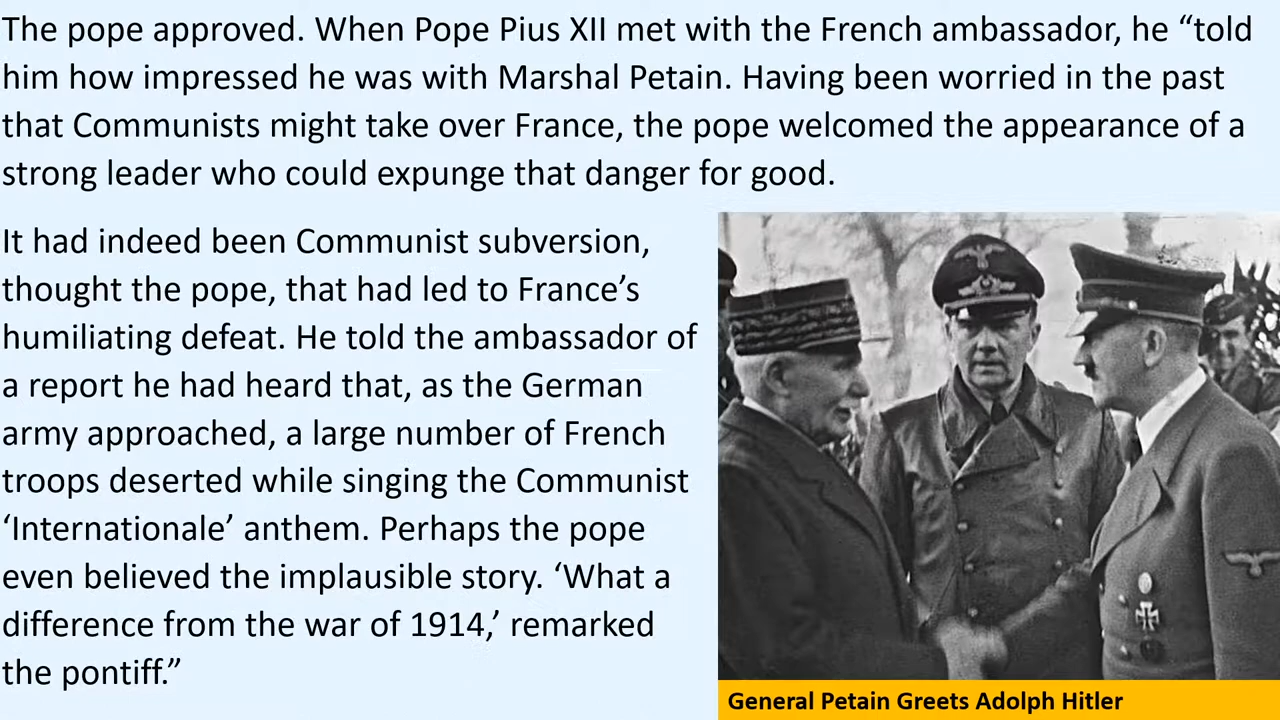 The pope approved. When Pope Pius XII met with the French ambassador, he “told
him how impressed he was with Marshal Petain. Having been worried in the past
that Communists might take over France, the pope welcomed the appearance of a
strong leader who could expunge that danger for good.
It had indeed been Communist subversion,
thought the pope, that had led to France’s
humiliating defeat. He told the ambassador of
a report he had heard that, as the German
army approached, a large number of French
troops deserted while singing the Communist
‘Internationale’ anthem. Perhaps the pope
even believed the implausible story. ‘What a
difference from the war of 1914,’ remarked
the pontiff.”
General Petain Greets Adolph Hitler